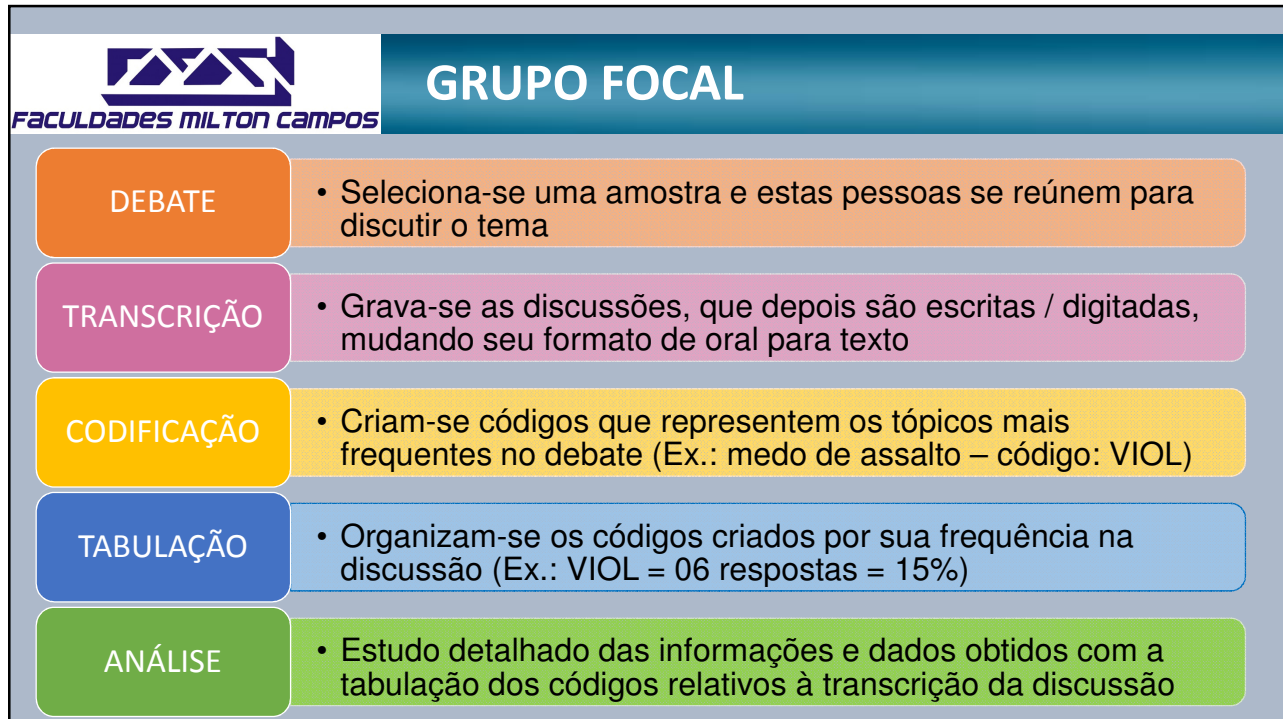 FACULDADES MILTON CAMPOS
GRUPO FOCAL
DEBATE
• Seleciona-se uma amostra e estas pessoas se reúnem para
discutir o tema
TRANSCRIÇÃO
• Grava-se as discussões, que depois são escritas / digitadas,
mudando seu formato de oral para texto
CODIFICAÇÃO
• Criam-se códigos que representem os tópicos mais
frequentes no debate (Ex.: medo de assalto – código: VIOL)
TABULAÇÃO
• Organizam-se os códigos criados por sua frequência na
discussão (Ex.: VIOL = 06 respostas = 15%)
ANÁLISE
• Estudo detalhado das informações e dados obtidos com a
tabulação dos códigos relativos à transcrição da discussão